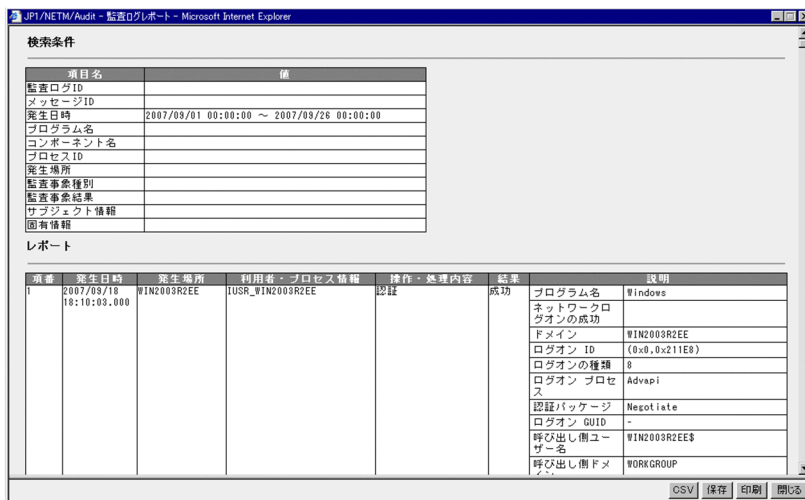 JP1/NETM/Audit - 監査ログレポート - Microsoft Internet Explorer
検索条件
項目名 値
監査ログID
メッセージID
発生日時 2007/09/01 00:00:00 ～ 2007/09/26 00:00:00
プログラム名
コンポーネント名
プロセスID
発生場所
監査事象種別
監査事象結果
サブジェクト情報
固有情報
レポート
項番 発生日時 発生場所 利用者・プロセス情報 操作・処理内容 結果 説明
1 2007/09/18 WIN2003R2EE IUSR_WIN2003R2EE 認証 成功 プログラム名 Windows
18:10:03.000
ネットワークロ
グオンの成功
ドメイン WIN2003R2EE
ログオン ID (0x0,0x211E8)
ログオンの種類 8
ログオン プロセ Advapi
ス
認証パッケージ Negotiate
ログオン GUID -
呼び出し側ユー WIN2003R2EE$
ザー名
呼び出し側ドメ WORKGROUP
イン
CSV 保存 印刷 閉じる